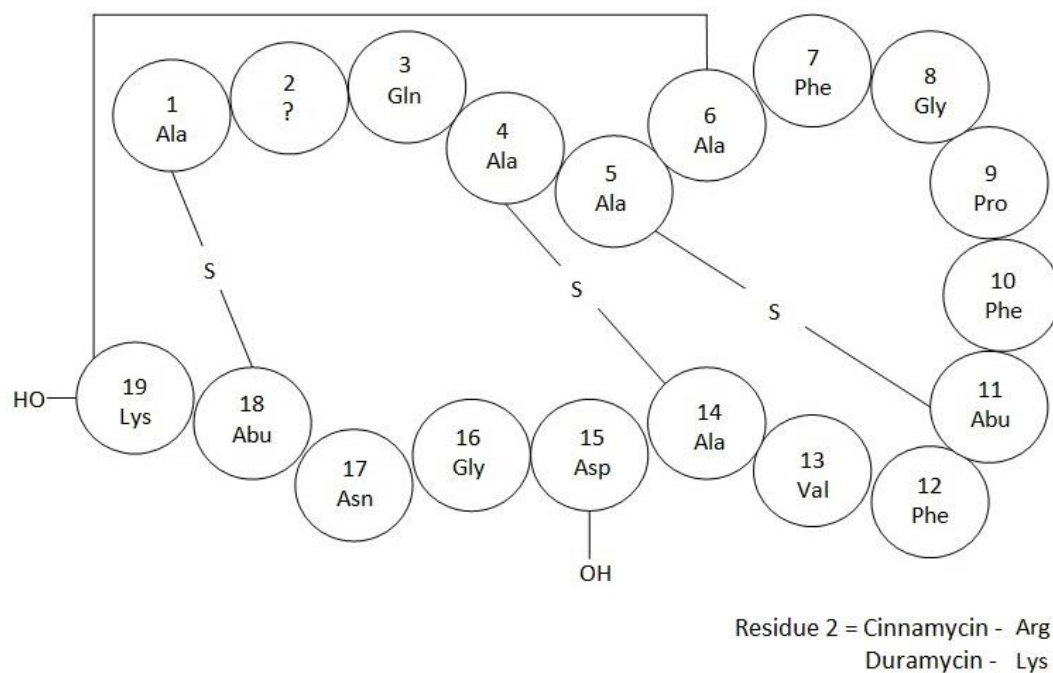 1
Ala
2
?
3
Gln
4
Ala
5
Ala
6
Ala
7
Phe
8
Gly
9
Pro
10
Phe
11
Abu
12
Phe
13
Val
14
Ala
15
Asp
16
Gly
17
Asn
18
Abu
19
Lys
S
S
S
HO
OH
Residue 2 = Cinnamycin - Arg
Duramycin - Lys